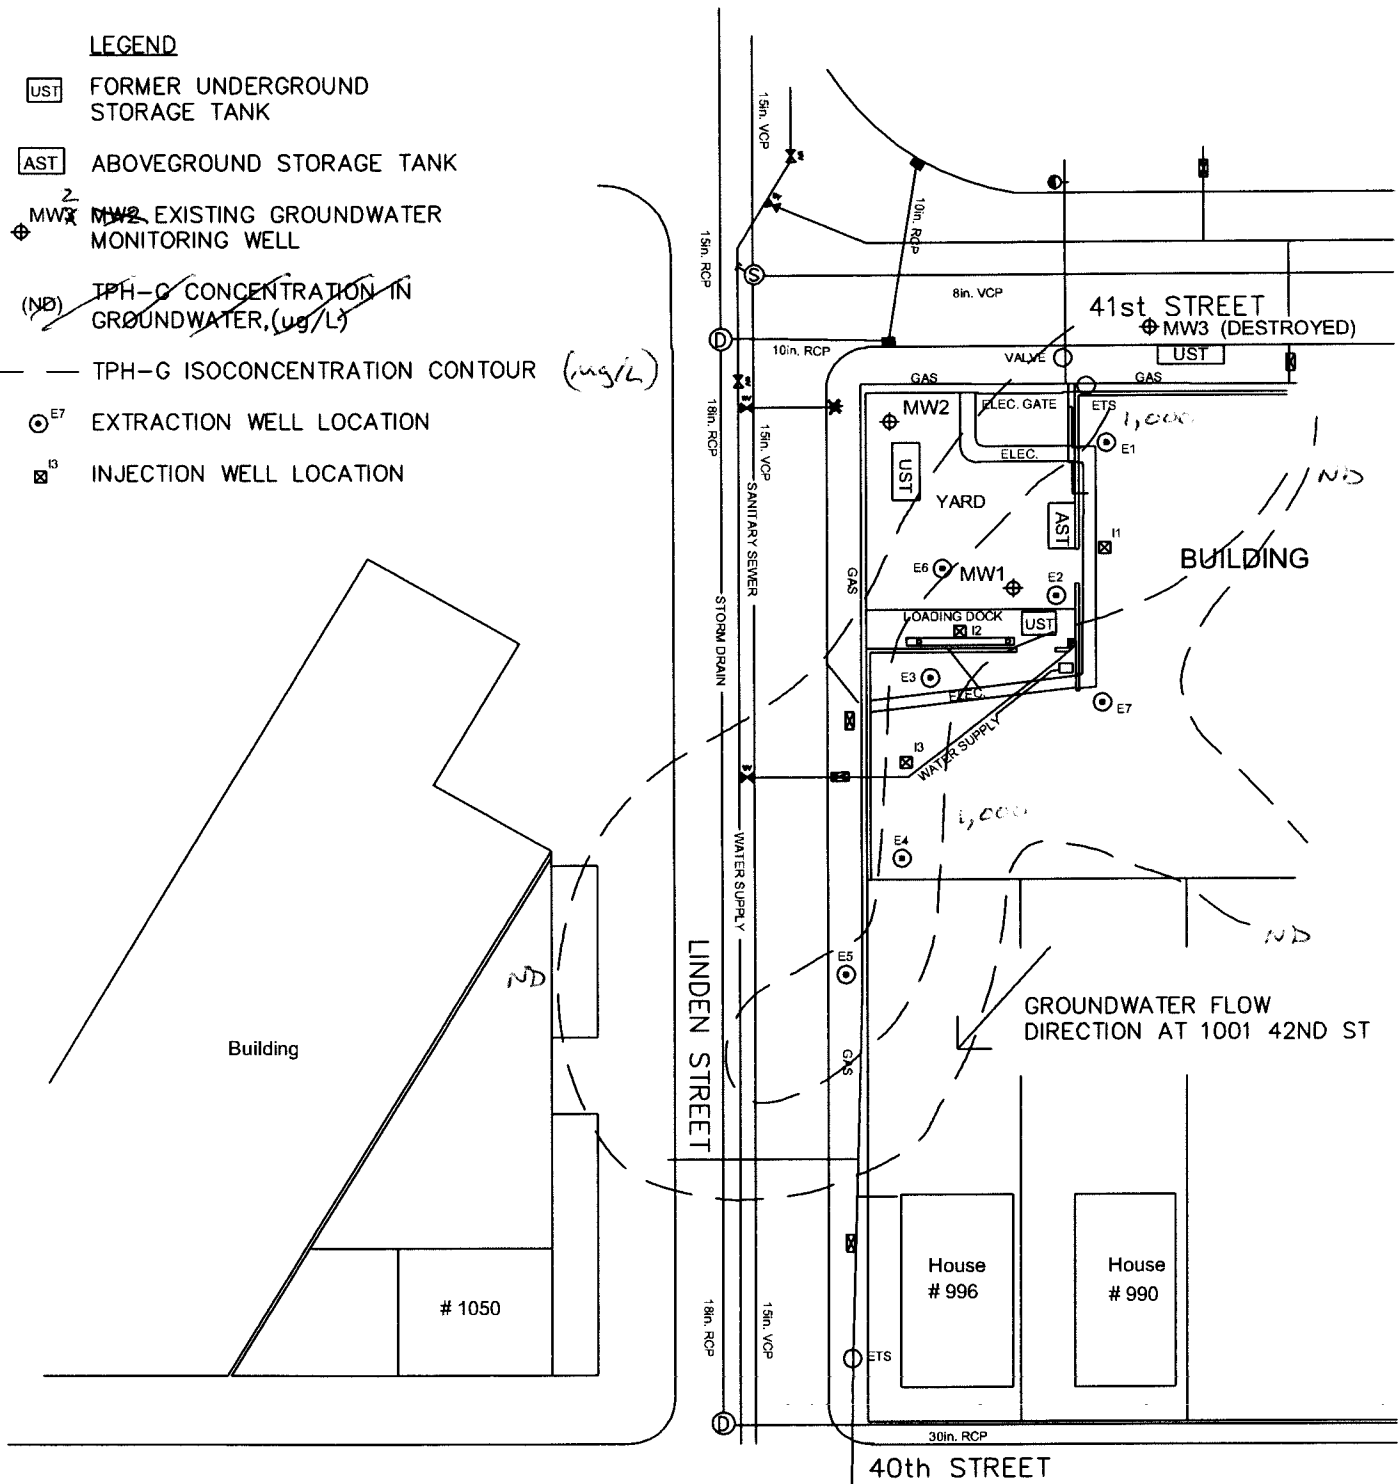 LEGEND
UST FORMER UNDERGROUND
STORAGE TANK
AST ABOVEGROUND STORAGE TANK
2
MW3 MW2 EXISTING GROUNDWATER
MONITORING WELL
(ND) TPH-G CONCENTRATION IN
GROUNDWATER,(ug/L)
TPH-G ISOCONCENTRATION CONTOUR (ug/L)
E7 EXTRACTION WELL LOCATION
I3 INJECTION WELL LOCATION
15in. VCP
10in. RCP
15in. RCP
S
8in. VCP
41st STREET
MW3 (DESTROYED)
D
10in. RCP
VALVE
UST
GAS
GAS
18in. RCP
15in. VCP
MW2
ELEC. GATE
ETS
1,000
E1
ND
ELEC.
UST
YARD
AST
SANITARY SEWER
I1
BUILDING
GAS
E6
MW1
E2
STORM DRAIN
LOADING DOCK
I2
UST
E3
ELEC.
E7
I3
WATER SUPPLY
1,000
WATER SUPPLY
E4
ND
E5
ND
LINDEN STREET
GROUNDWATER FLOW
DIRECTION AT 1001 42ND ST
Building
GAS
House
# 996
House
# 990
# 1050
18in. RCP
15in. VCP
ETS
D
30in. RCP
40th STREET